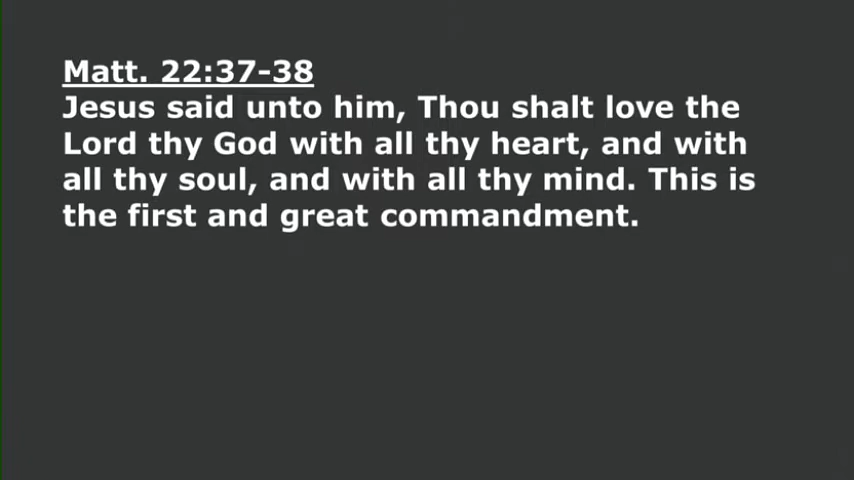 Matt. 22:37-38
Jesus said unto him, Thou shalt love the
Lord thy God with all thy heart, and with
all thy soul, and with all thy mind. This is
the first and great commandment.